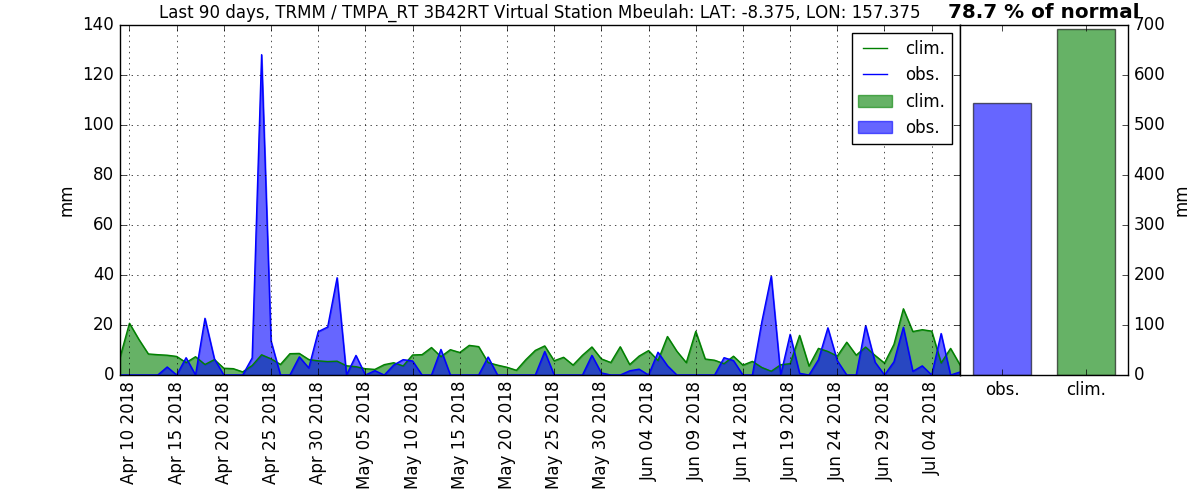 Last 90 days, TRMM / TMPA_RT 3B42RT Virtual Station Mbeulah: LAT: -8.375, LON: 157.375
78.7 % of normal
140
120
100
80
60
40
20
0
mm
clim.
obs.
clim.
obs.
700
600
500
400
300
200
100
0
mm
Apr 10 2018
Apr 15 2018
Apr 20 2018
Apr 25 2018
Apr 30 2018
May 05 2018
May 10 2018
May 15 2018
May 20 2018
May 25 2018
May 30 2018
Jun 04 2018
Jun 09 2018
Jun 14 2018
Jun 19 2018
Jun 24 2018
Jun 29 2018
Jul 04 2018
obs.
clim.